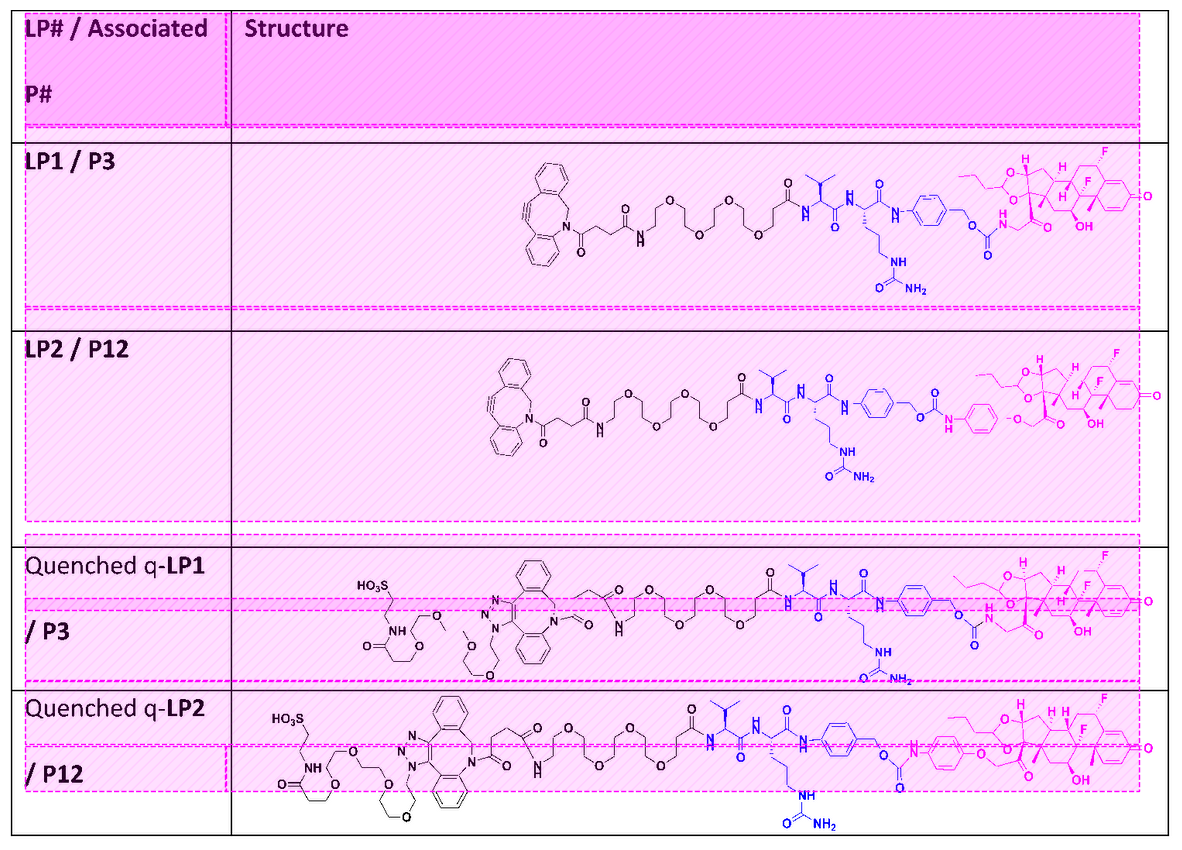 LP# / Associated
P#
Structure
LP1 / P3
LP2 / P12
Quenched q-LP1
/ P3
Quenched q-LP2
/ P12